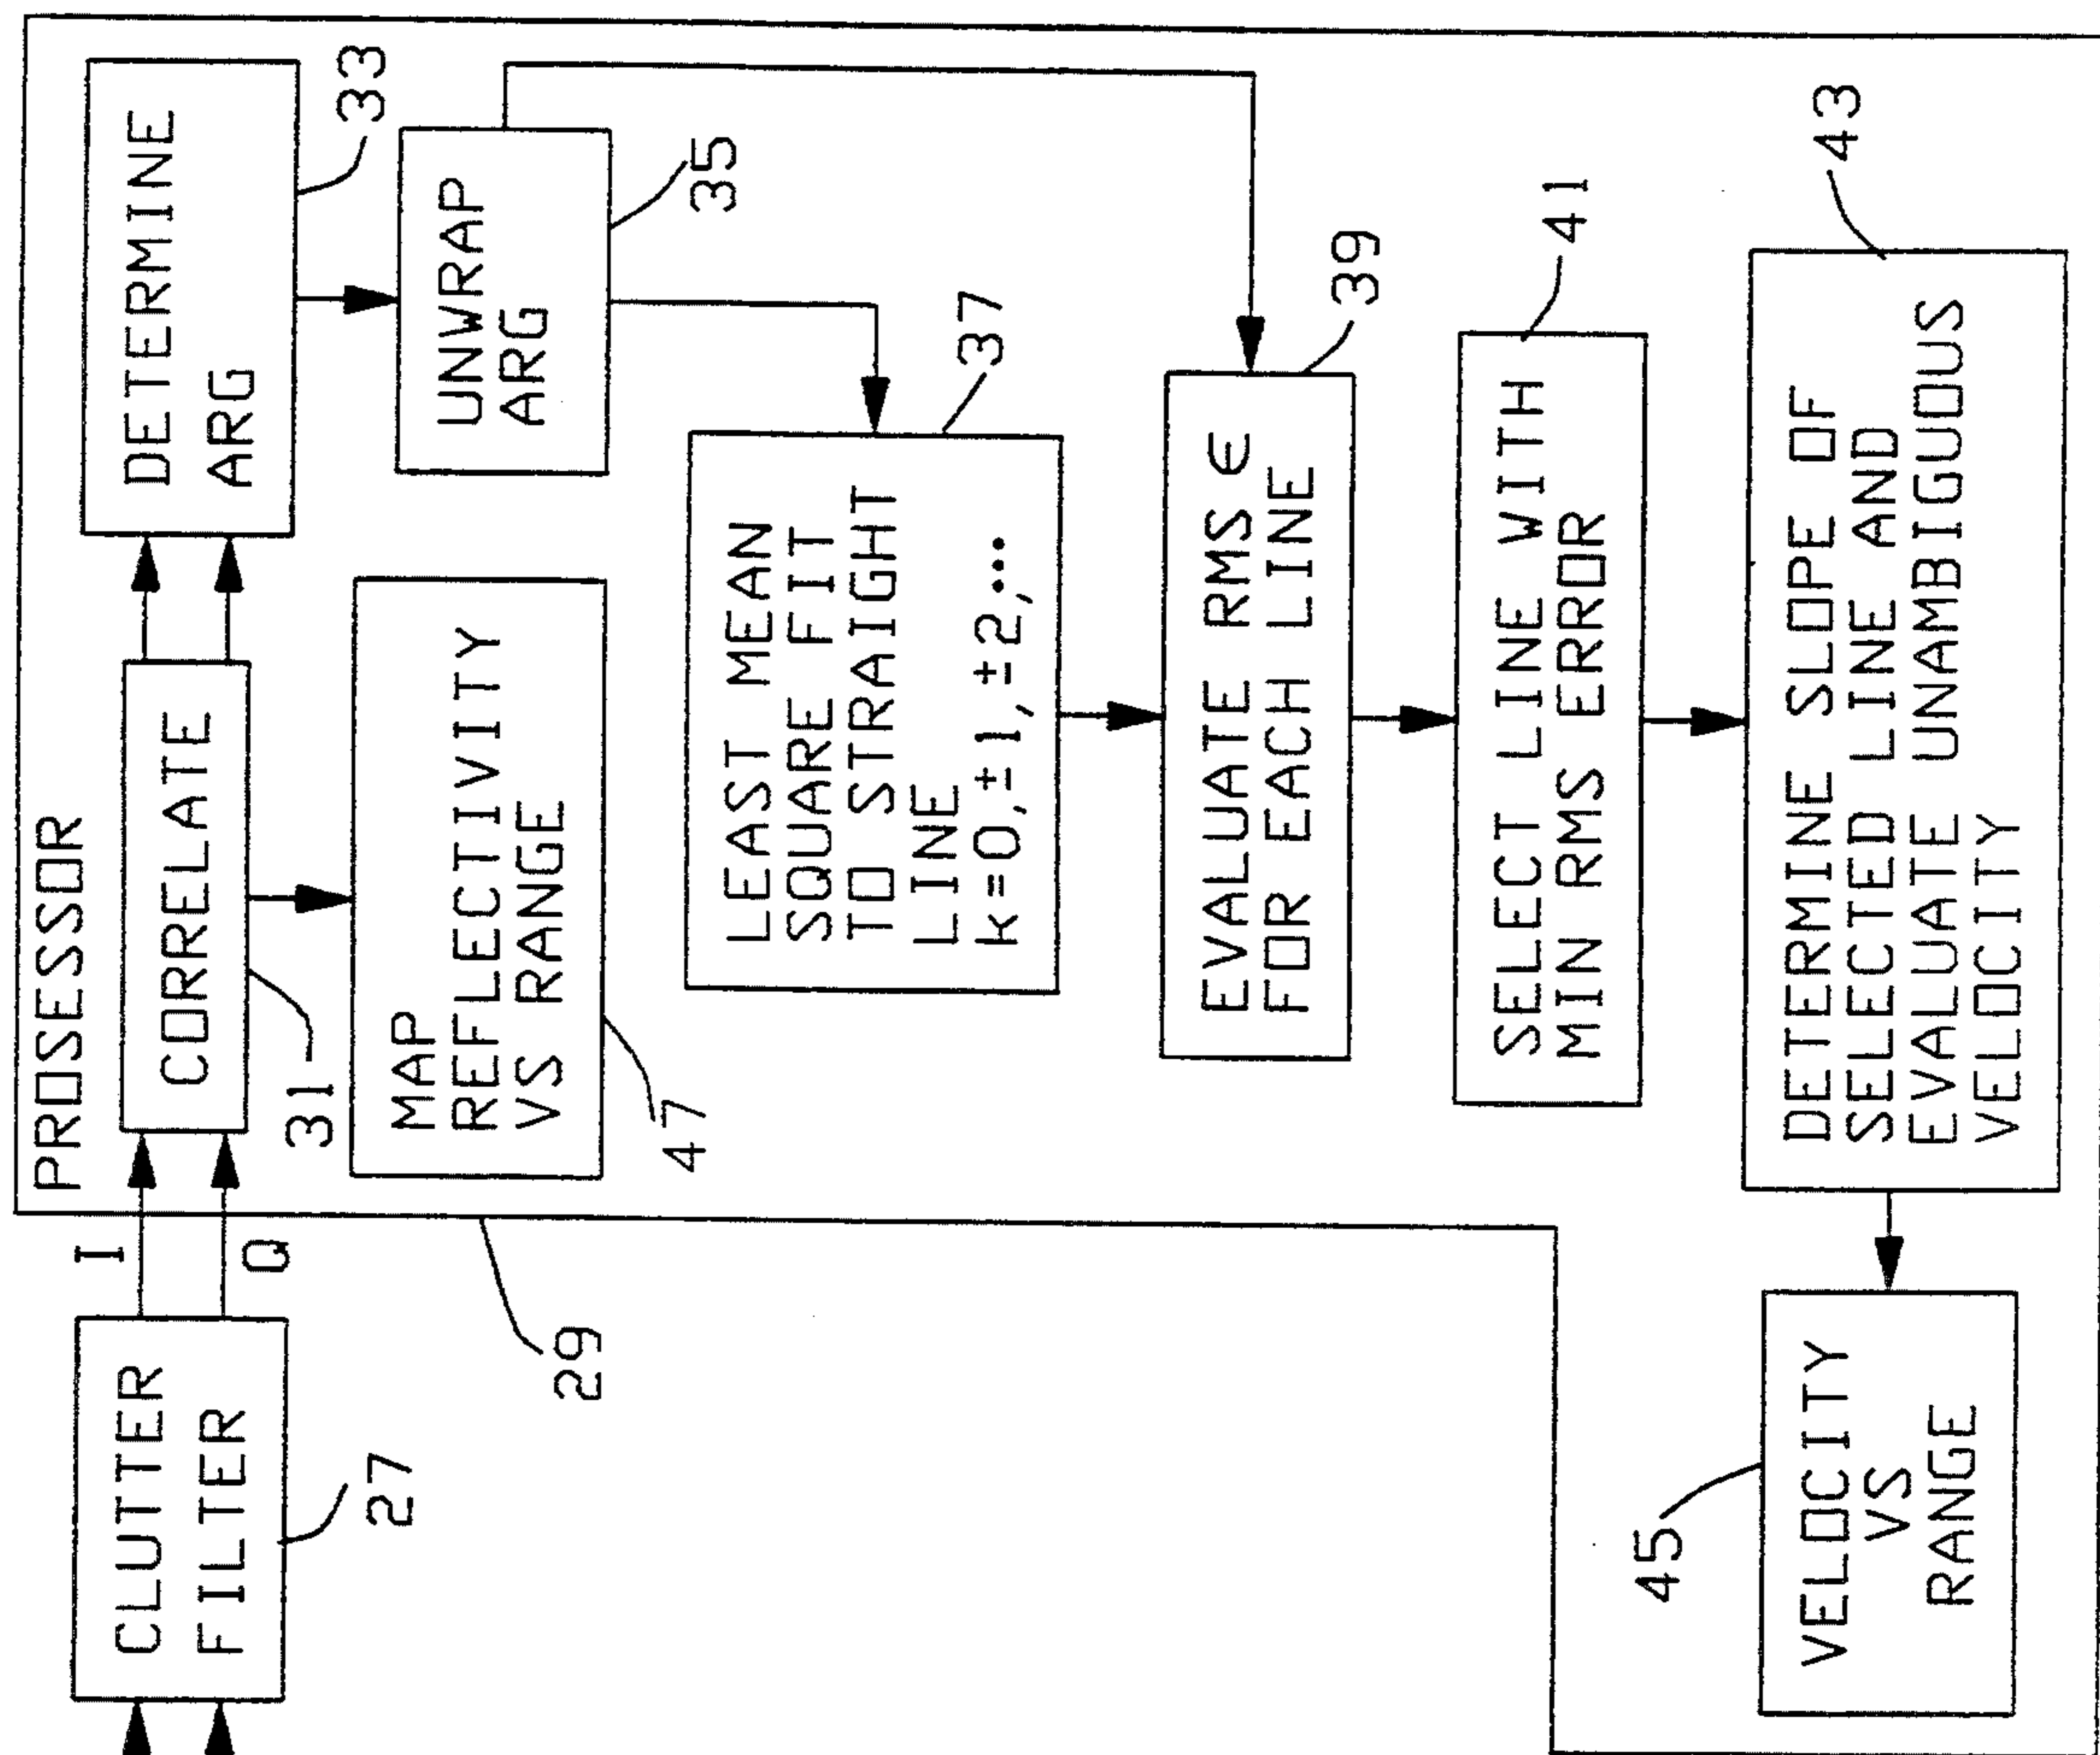 PROSESSOR
CLUTTER
FILTER
27
I
Q
CORRELATE
31
DETERMINE
ARG
33
MAP
REFLECTIVITY
VS RANGE
47
UNWRAP
ARG
35
29
LEAST MEAN
SQUARE FIT
TO STRAIGHT
LINE
k=0,±1,±2,...
37
EVALUATE RMS ∈
FOR EACH LINE
39
SELECT LINE WITH
MIN RMS ERROR
41
DETERMINE SLOPE OF
SELECTED LINE AND
EVALUATE UNAMBIGUOUS
VELOCITY
43
VELOCITY
VS
RANGE
45